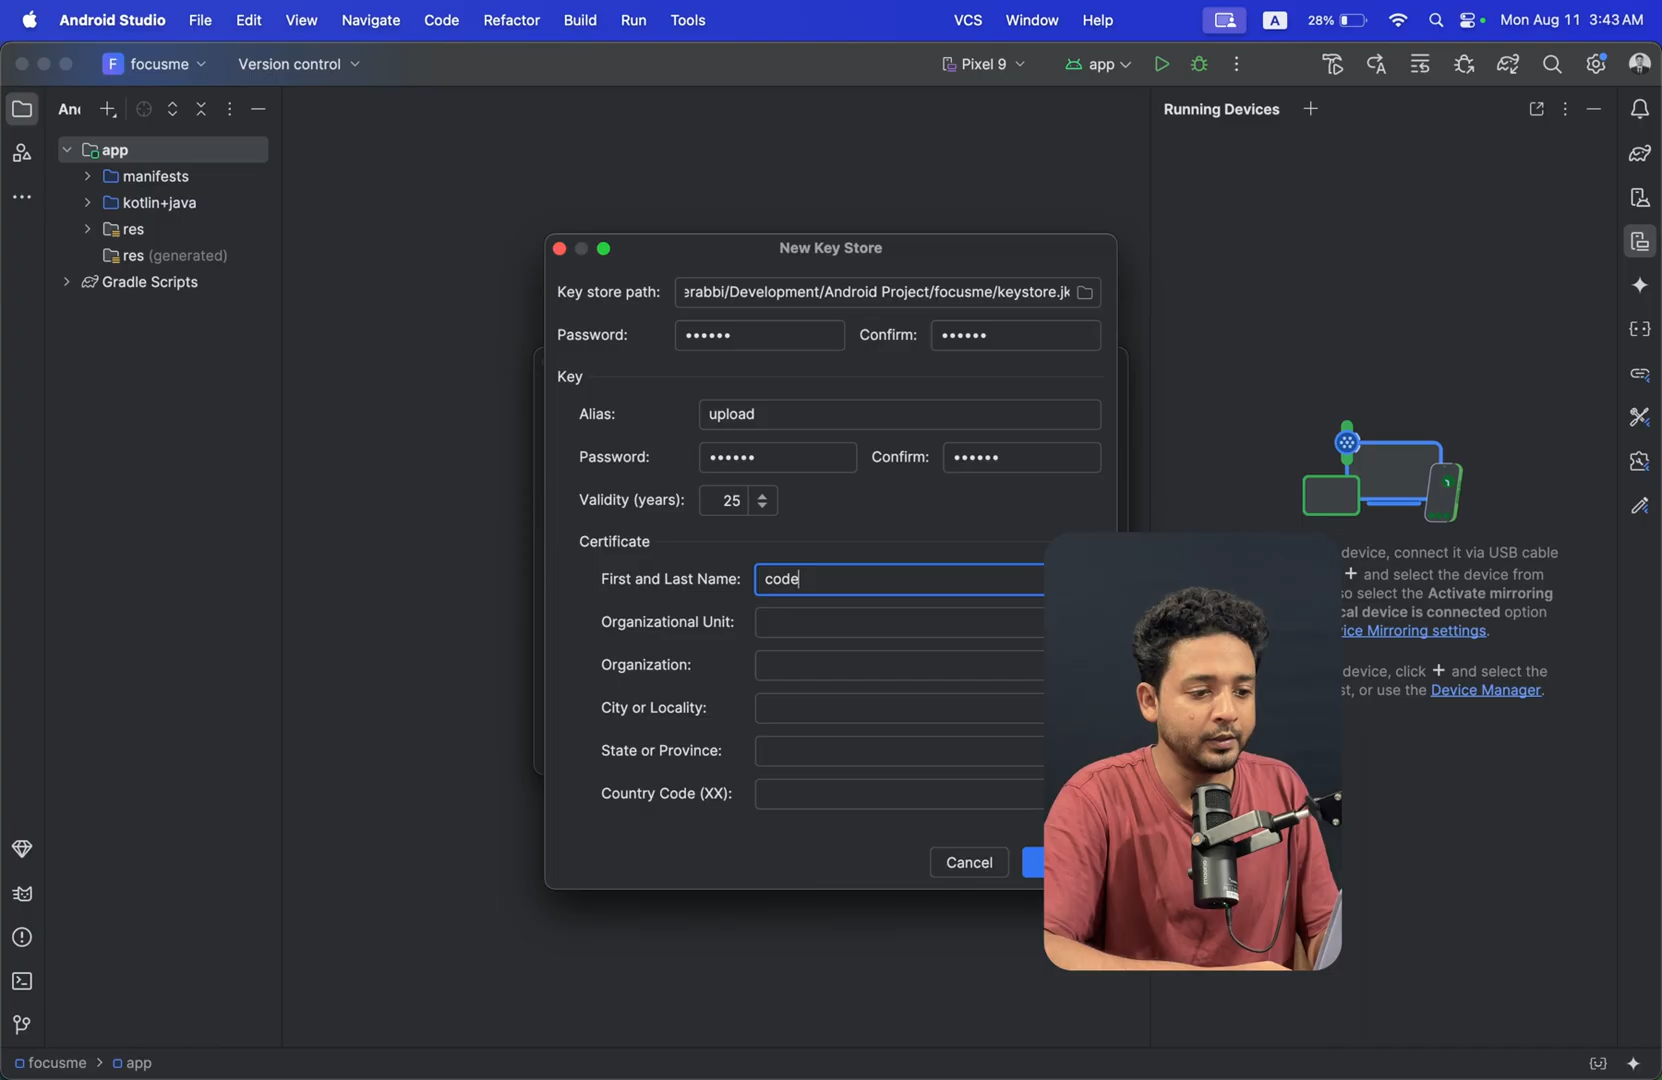 Android Studio File Edit View Navigate Code Refactor Build Run Tools VCS Window Help A 28% Mon Aug 11 3:43 AM
F focusme Version control Pixel 9 app
And
Running Devices
app
manifests
kotlin+java
res
res (generated)
Gradle Scripts
New Key Store
Key store path: erabbi/Development/Android Project/focusme/keystore.jk
Password: •••••• Confirm: ••••••
Key
Alias: upload
Password: •••••• Confirm: ••••••
Validity (years): 25
Certificate
First and Last Name: code
Organizational Unit:
Organization:
City or Locality:
State or Province:
Country Code (XX):
Cancel
device, connect it via USB cable
+ and select the device from
so select the Activate mirroring
cal device is connected option
vice Mirroring settings.
device, click + and select the
st, or use the Device Manager.
focusme > app